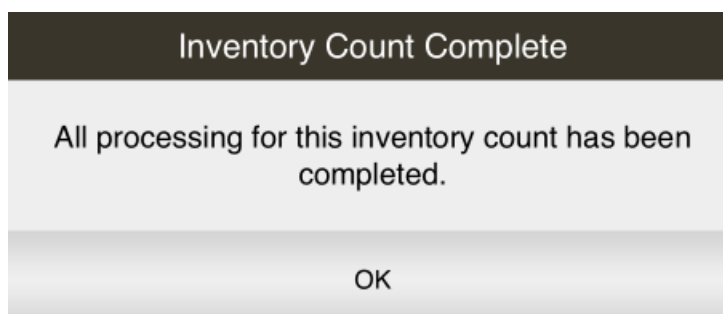 Inventory Count Complete
All processing for this inventory count has been
completed.
OK